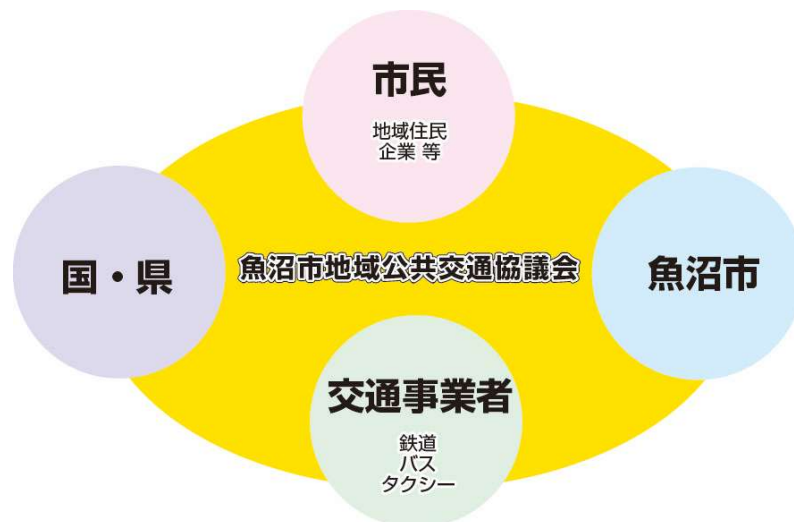 市民
地域住民
企業 等
国・県
魚沼市地域公共交通協議会
魚沼市
交通事業者
鉄道
バス
タクシー